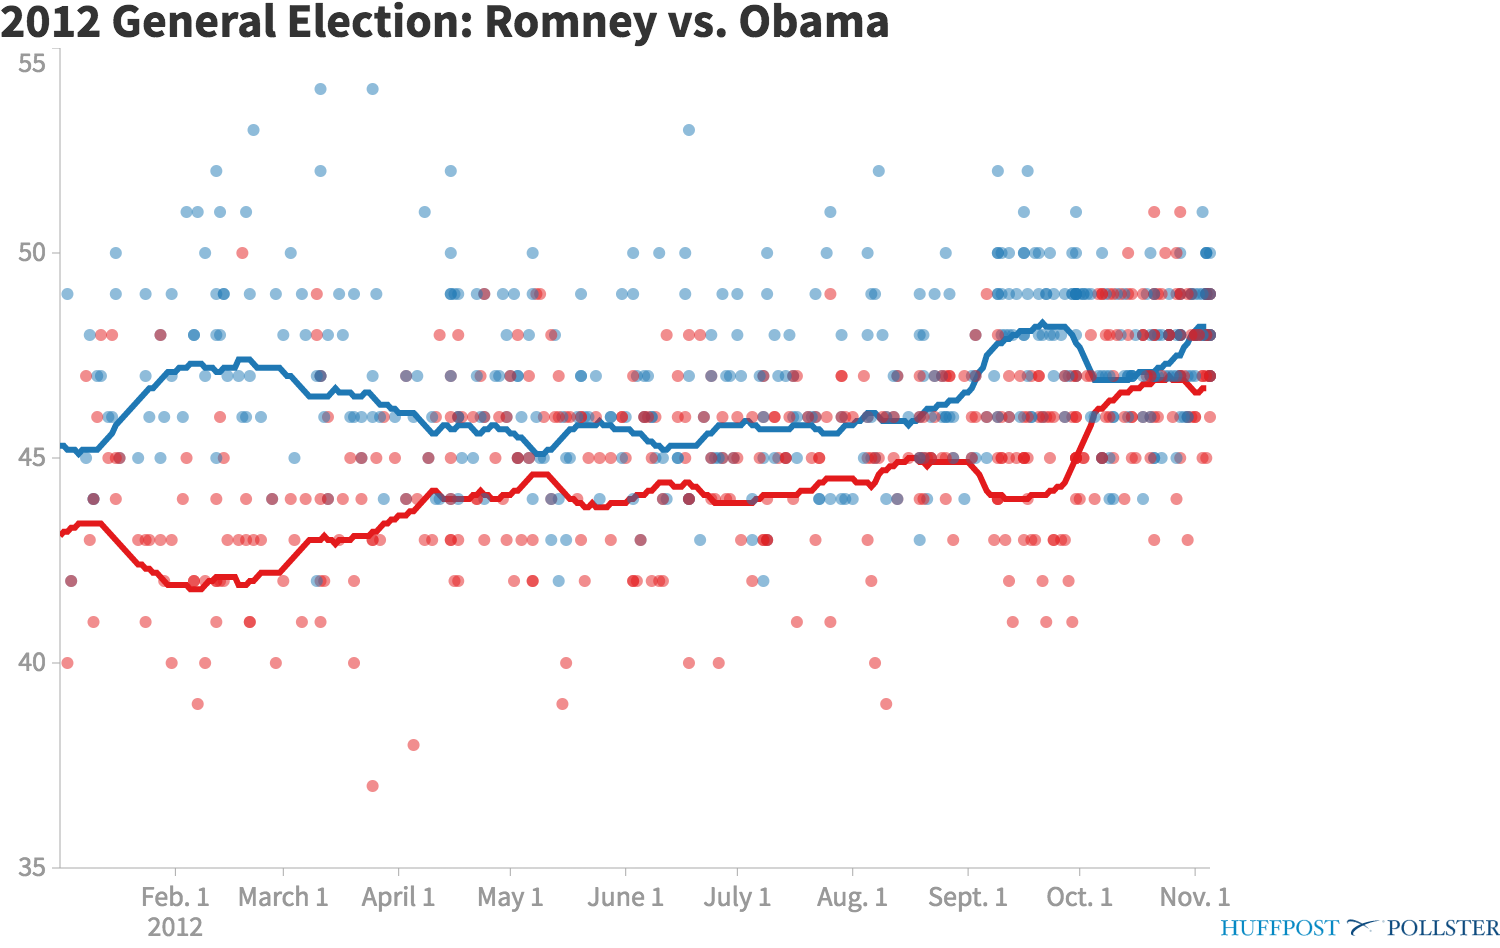 2012 General Election: Romney vs. Obama
55
50
45
40
35
Feb. 1 March 1 April 1 May 1 June 1 July 1 Aug. 1 Sept. 1 Oct. 1 Nov. 1
2012
HUFFPOST POLLSTER